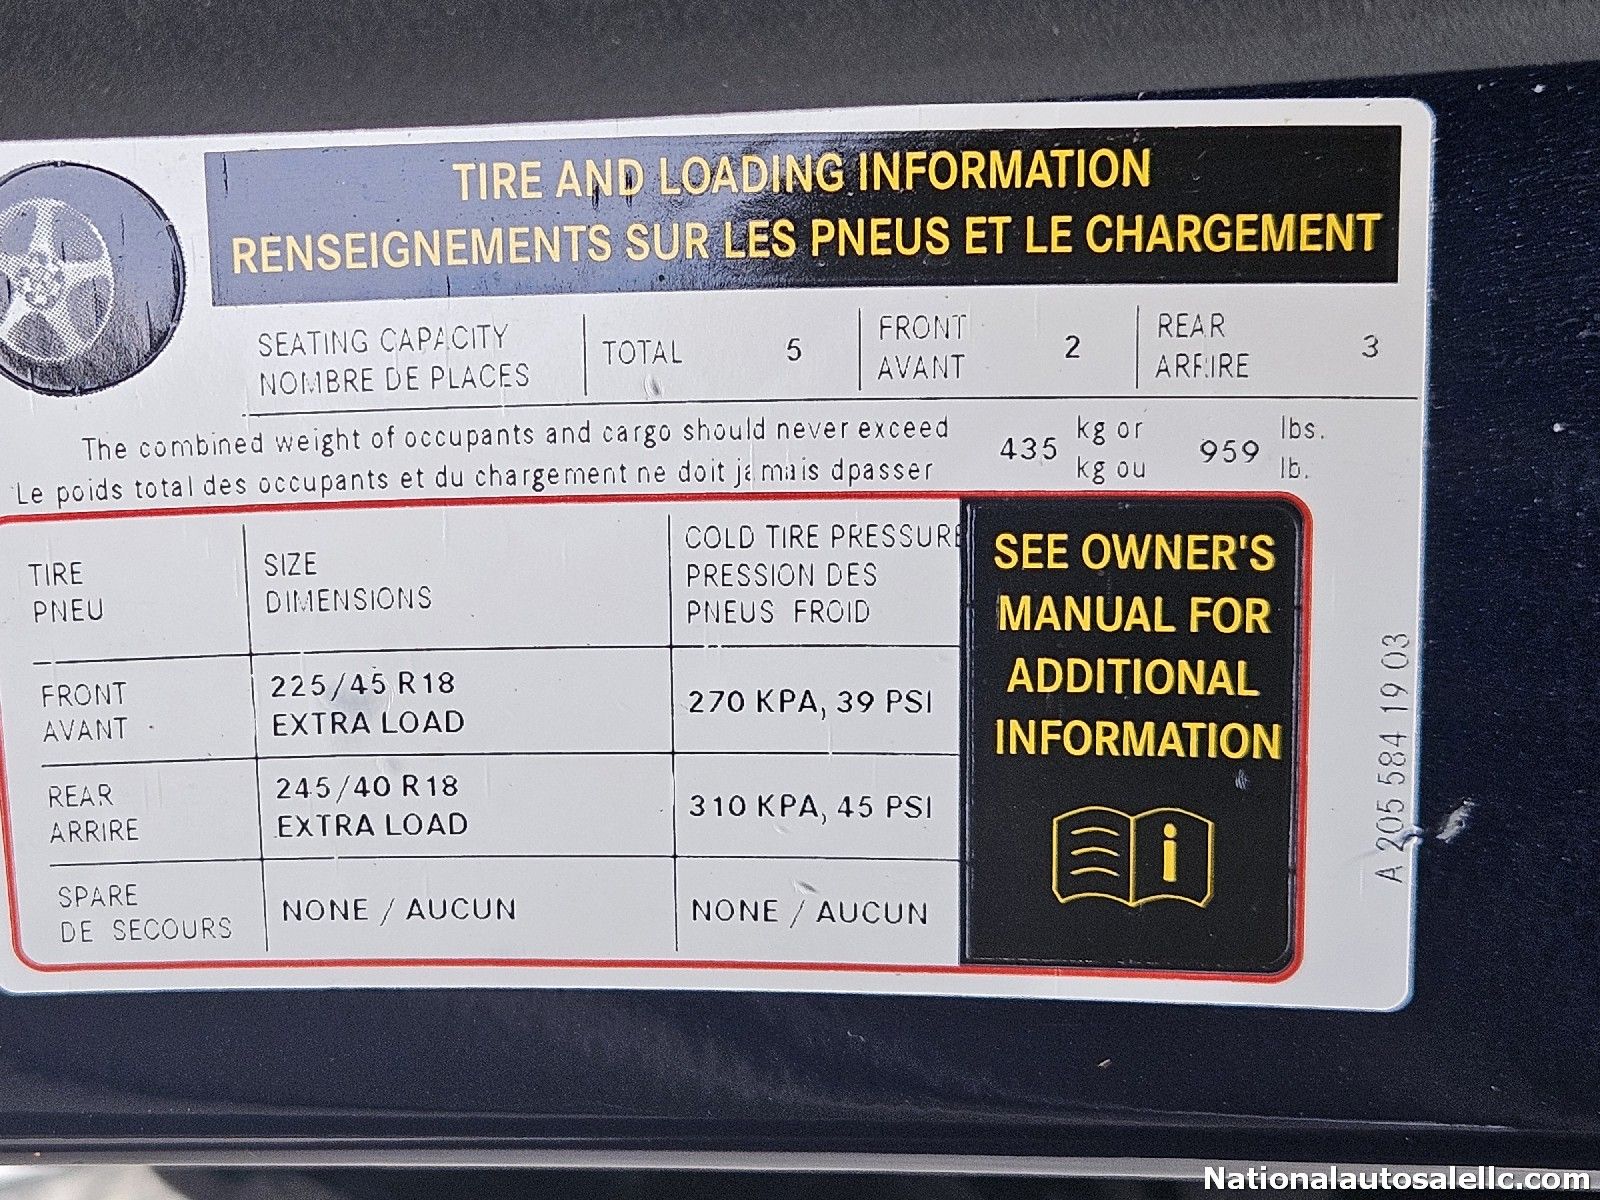 TIRE AND LOADING INFORMATION
RENSEIGNEMENTS SUR LES PNEUS ET LE CHARGEMENT
SEATING CAPACITY
NOMBRE DE PLACES
TOTAL 5
FRONT
AVANT
2
REAR
ARRIRE
3
The combined weight of occupants and cargo should never exceed
Le poids total des occupants et du chargement ne doit jamais dpasser
435
kg or
kg ou
959
lbs.
lb.
TIRE
PNEU
SIZE
DIMENSIONS
COLD TIRE PRESSURE
PRESSION DES
PNEUS FROID
FRONT
AVANT
225/45 R18
EXTRA LOAD
270 KPA, 39 PSI
REAR
ARRIRE
245/40 R18
EXTRA LOAD
310 KPA, 45 PSI
SPARE
DE SECOURS
NONE / AUCUN
NONE / AUCUN
SEE OWNER'S
MANUAL FOR
ADDITIONAL
INFORMATION
i
A 205 584 19 03
Nationalautosalellc.com